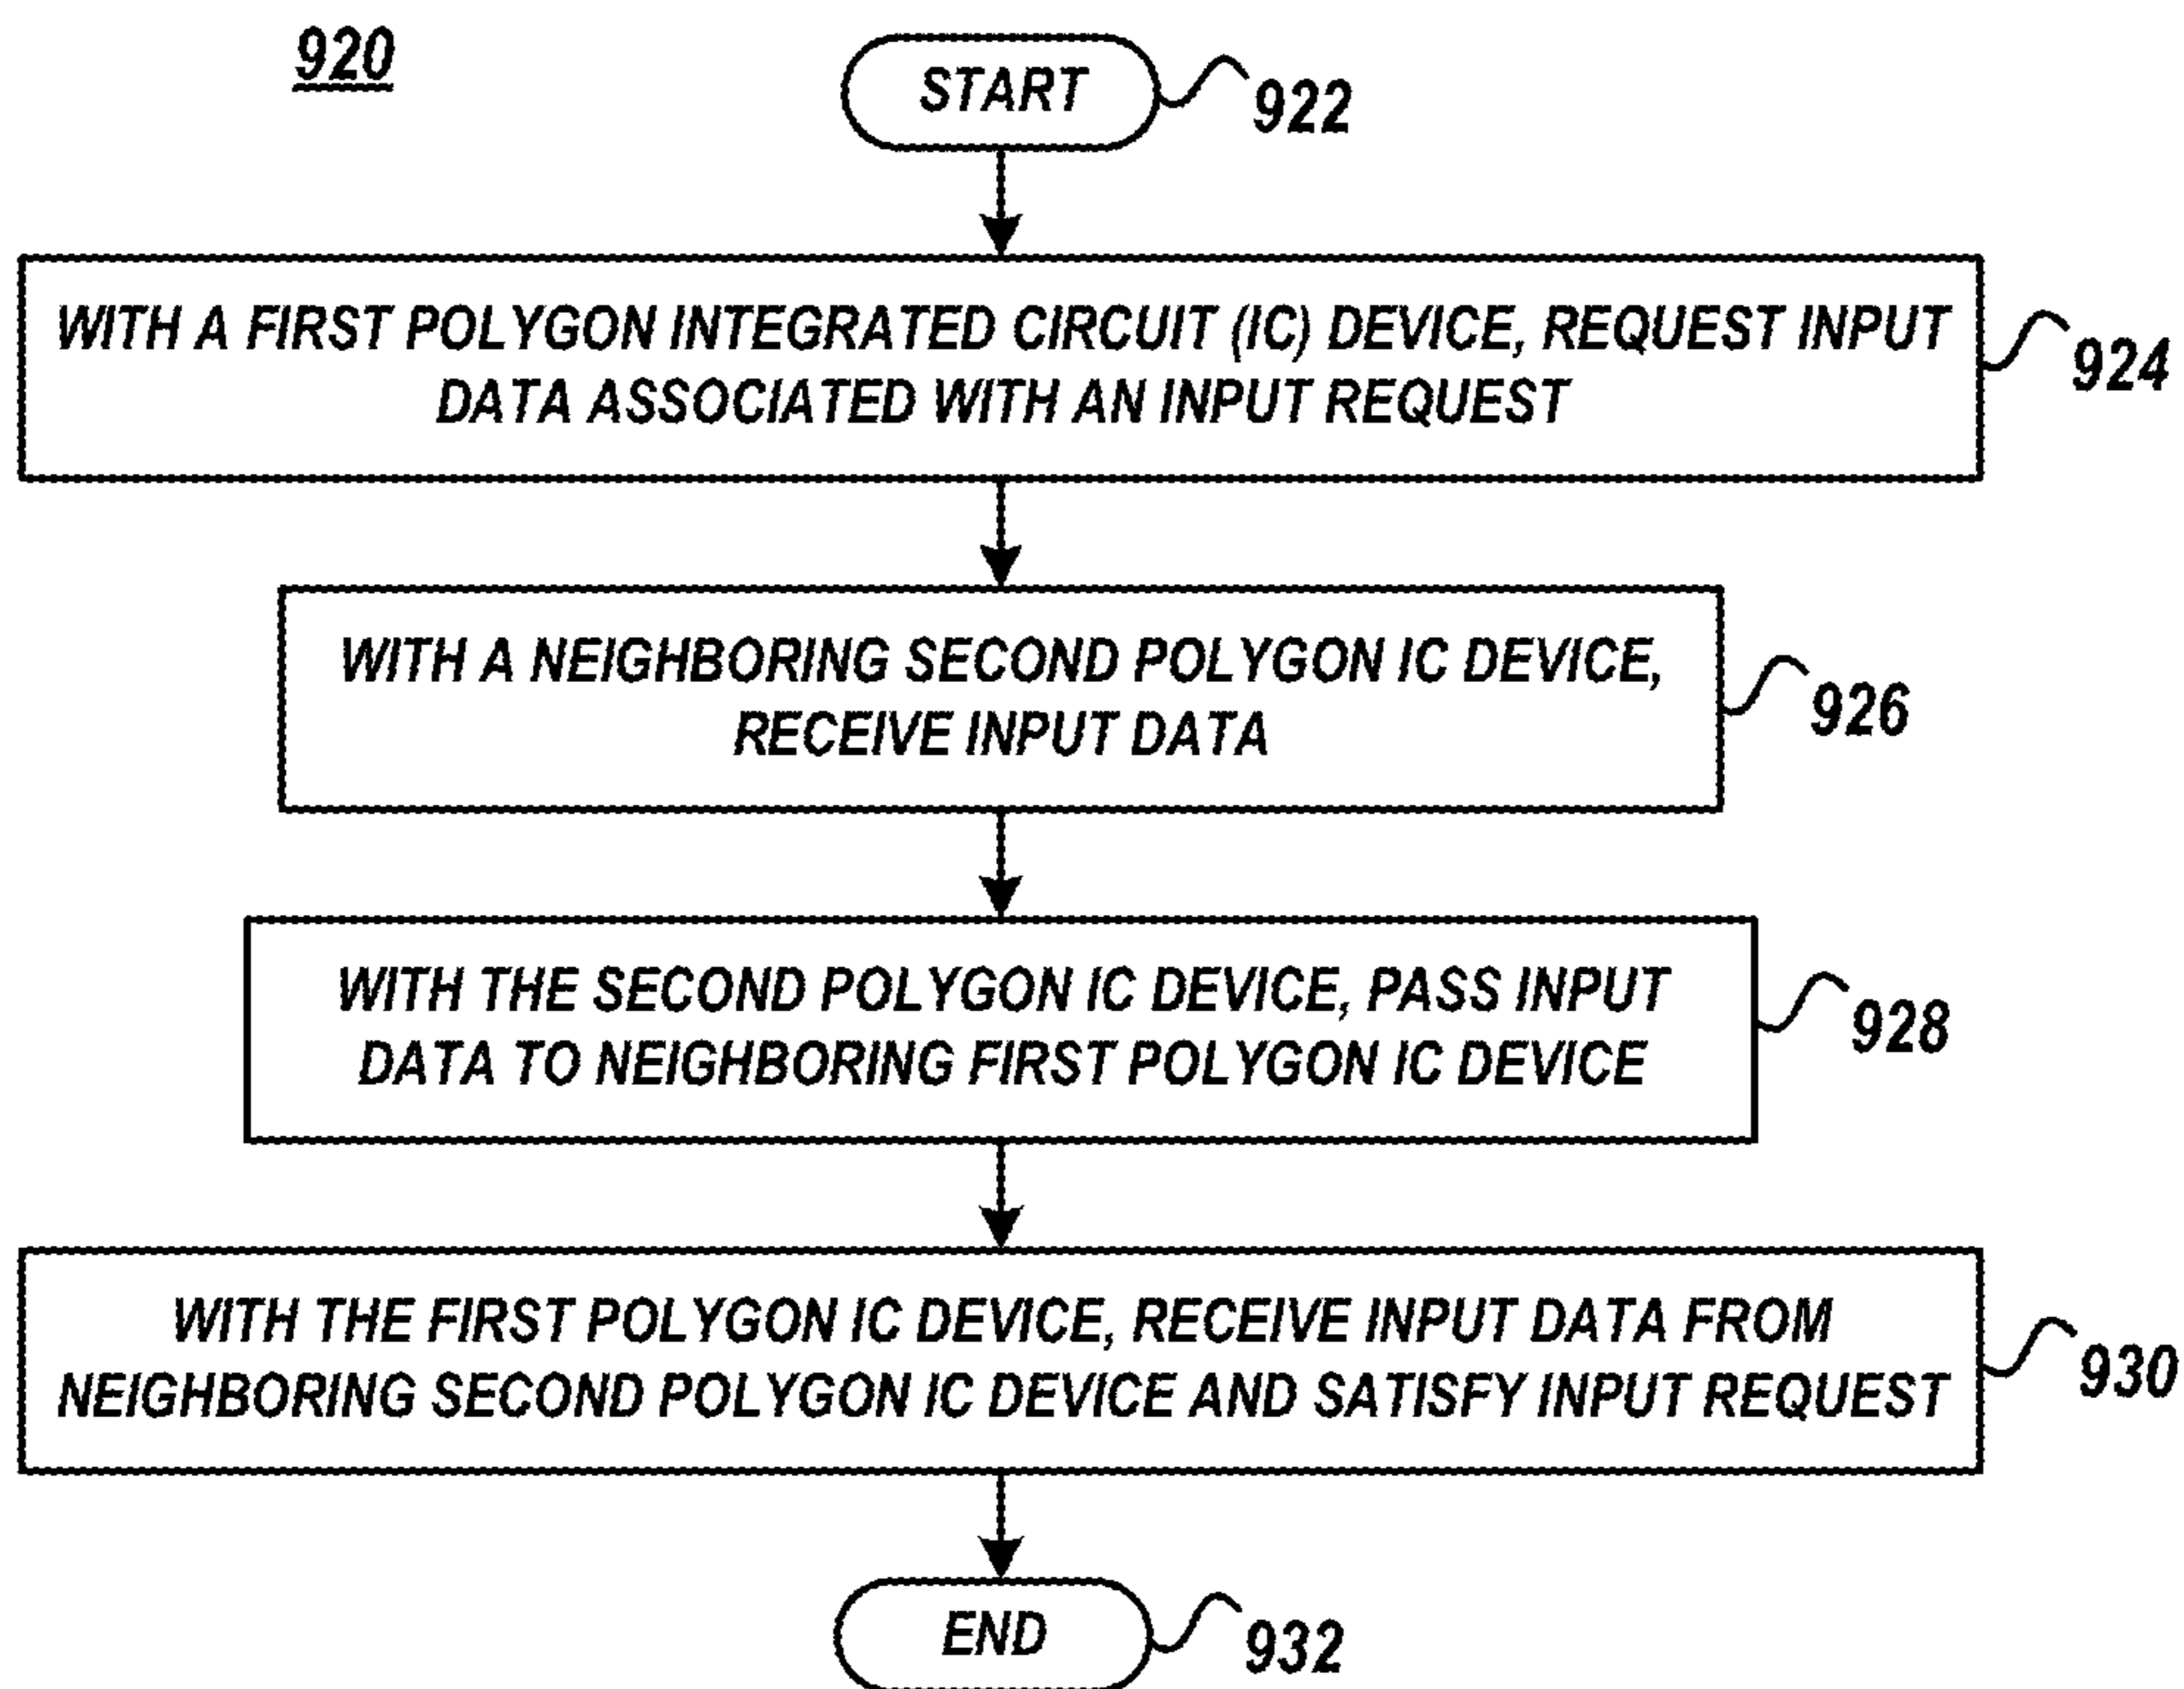 920
START
922
WITH A FIRST POLYGON INTEGRATED CIRCUIT (IC) DEVICE, REQUEST INPUT
DATA ASSOCIATED WITH AN INPUT REQUEST
924
WITH A NEIGHBORING SECOND POLYGON IC DEVICE,
RECEIVE INPUT DATA
926
WITH THE SECOND POLYGON IC DEVICE, PASS INPUT
DATA TO NEIGHBORING FIRST POLYGON IC DEVICE
928
WITH THE FIRST POLYGON IC DEVICE, RECEIVE INPUT DATA FROM
NEIGHBORING SECOND POLYGON IC DEVICE AND SATISFY INPUT REQUEST
930
END
932